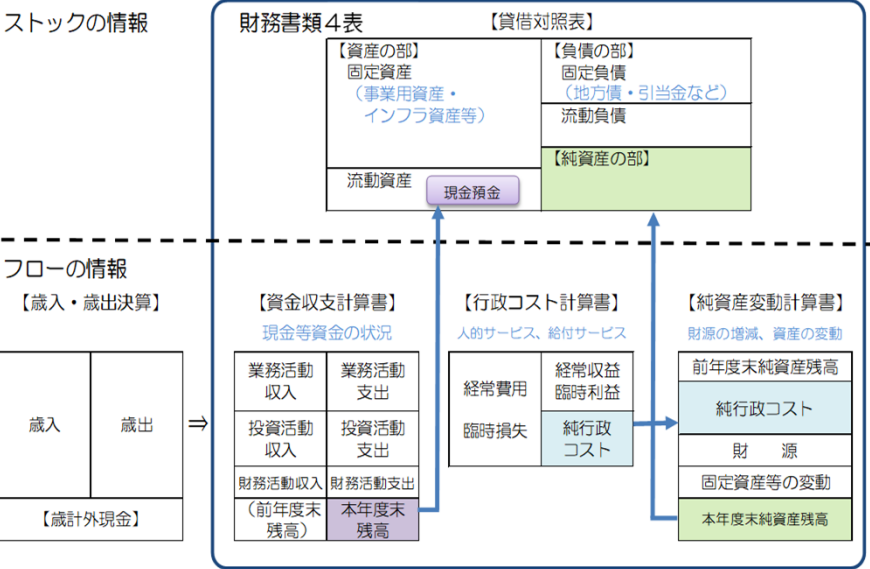 ストックの情報
財務書類4表
【貸借対照表】
【資産の部】
固定資産
（事業用資産・
インフラ資産等）
流動資産
現金預金
【負債の部】
固定負債
（地方債・引当金など）
流動負債
【純資産の部】
フローの情報
【歳入・歳出決算】
歳入
歳出
【歳計外現金】
⇒
【資金収支計算書】
現金等資金の状況
業務活動
収入
業務活動
支出
投資活動
収入
投資活動
支出
財務活動収入
財務活動支出
（前年度末
残高）
本年度末
残高
【行政コスト計算書】
人的サービス、給付サービス
経常費用
臨時損失
経常収益
臨時利益
純行政
コスト
【純資産変動計算書】
財源の増減、資産の変動
前年度末純資産残高
純行政コスト
財　源
固定資産等の変動
本年度末純資産残高